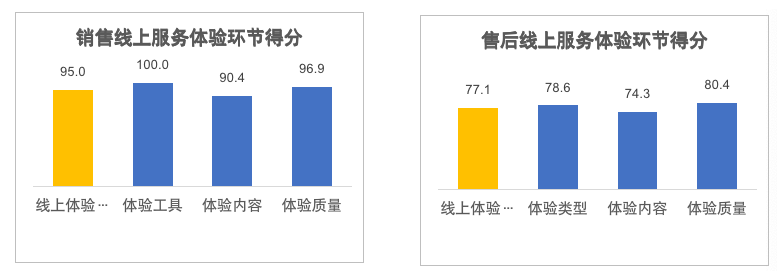 销售线上服务体验环节得分
95.0
100.0
90.4
96.9
线上体验…
体验工具
体验内容
体验质量
售后线上服务体验环节得分
77.1
78.6
74.3
80.4
线上体验…
体验类型
体验内容
体验质量